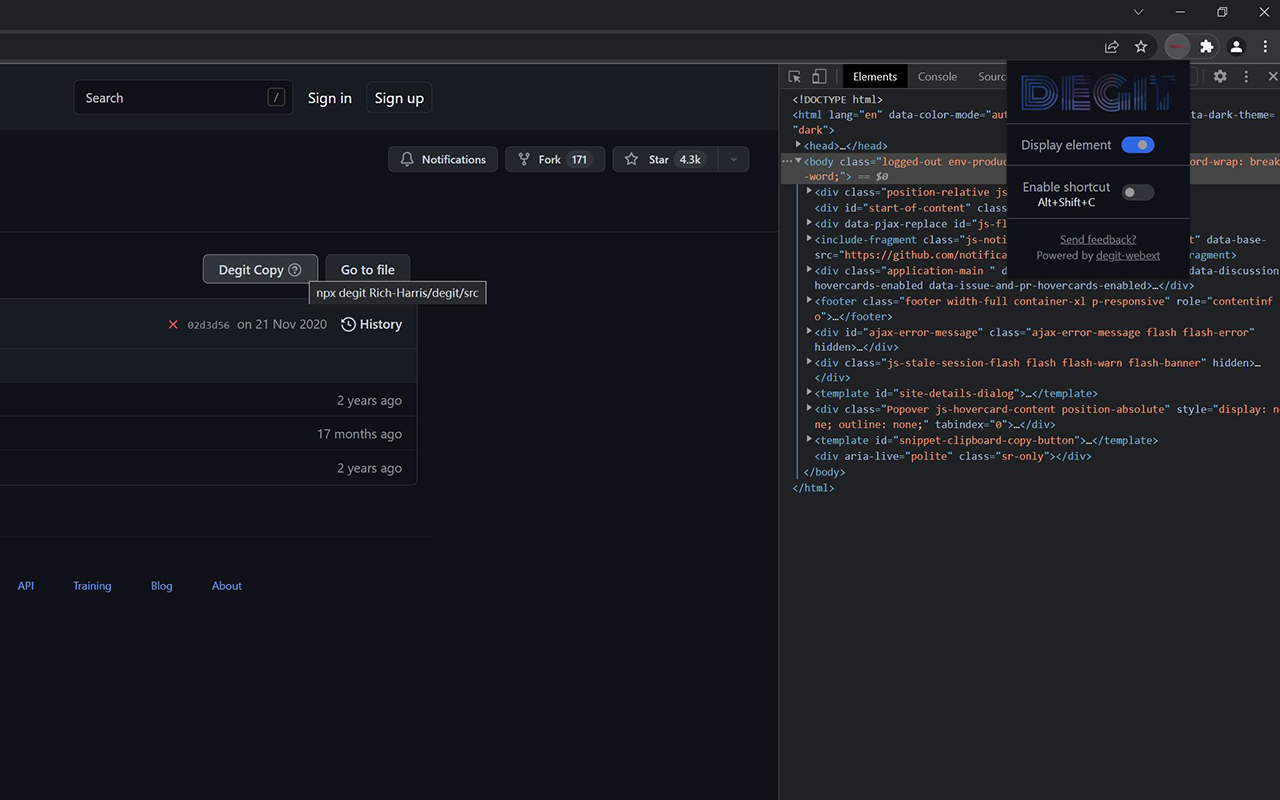 Search /
Sign in
Sign up
Notifications
Fork 171
Star 4.3k
Degit Copy ?
Go to file
npx degit Rich-Harris/degit/src
02d3d56 on 21 Nov 2020
History
2 years ago
17 months ago
2 years ago
API
Training
Blog
About
Elements
Console
Sourc
<!DOCTYPE html>
<html lang="en" data-color-mode="aut
ta-dark-theme=
"dark">
<head>…</head>
<body class="logged-out env-produc
ord-wrap: break
-word;"> == $0
<div class="position-relative js
<div id="start-of-content" clas
<div data-pjax-replace id="js-fl
<include-fragment class="js-noti
t" data-base-
src="https://github.com/notifica
ragment>
<div class="application-main " d
data-discussion
hovercards-enabled data-issue-and-pr-hovercards-enabled>…</div>
<footer class="footer width-full container-xl p-responsive" role="contentinf
o">…</footer>
<div id="ajax-error-message" class="ajax-error-message flash flash-error"
hidden>…</div>
<div class="js-stale-session-flash flash flash-warn flash-banner" hidden>…
</div>
<template id="site-details-dialog">…</template>
<div class="Popover js-hovercard-content position-absolute" style="display: no
ne; outline: none;" tabindex="0">…</div>
<template id="snippet-clipboard-copy-button">…</template>
<div aria-live="polite" class="sr-only"></div>
</body>
</html>
DEGIT
Display element
Enable shortcut
Alt+Shift+C
Send feedback?
Powered by degit-webext